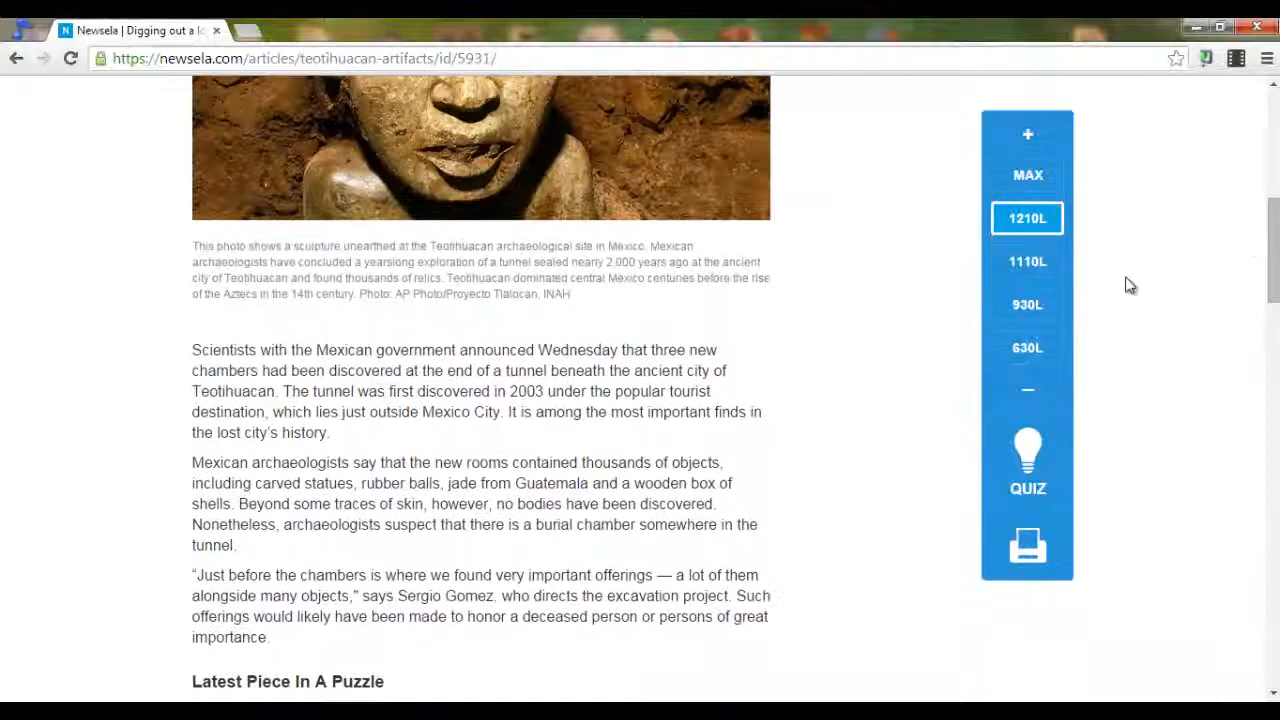 Newsela | Digging out a lo
https://newsela.com/articles/teotihuacan-artifacts/id/5931/
This photo shows a sculpture unearthed at the Teotihuacan archaeological site in Mexico. Mexican
archaeologists have concluded a yearslong exploration of a tunnel sealed nearly 2,000 years ago at the ancient
city of Teotihuacan and found thousands of relics. Teotihuacan dominated central Mexico centuries before the rise
of the Aztecs in the 14th century. Photo: AP Photo/Proyecto Tlalocan, INAH
Scientists with the Mexican government announced Wednesday that three new
chambers had been discovered at the end of a tunnel beneath the ancient city of
Teotihuacan. The tunnel was first discovered in 2003 under the popular tourist
destination, which lies just outside Mexico City. It is among the most important finds in
the lost city’s history.
Mexican archaeologists say that the new rooms contained thousands of objects,
including carved statues, rubber balls, jade from Guatemala and a wooden box of
shells. Beyond some traces of skin, however, no bodies have been discovered.
Nonetheless, archaeologists suspect that there is a burial chamber somewhere in the
tunnel.
“Just before the chambers is where we found very important offerings — a lot of them
alongside many objects,” says Sergio Gomez, who directs the excavation project. Such
offerings would likely have been made to honor a deceased person or persons of great
importance.
Latest Piece In A Puzzle
+
MAX
1210L
1110L
930L
630L
–
QUIZ